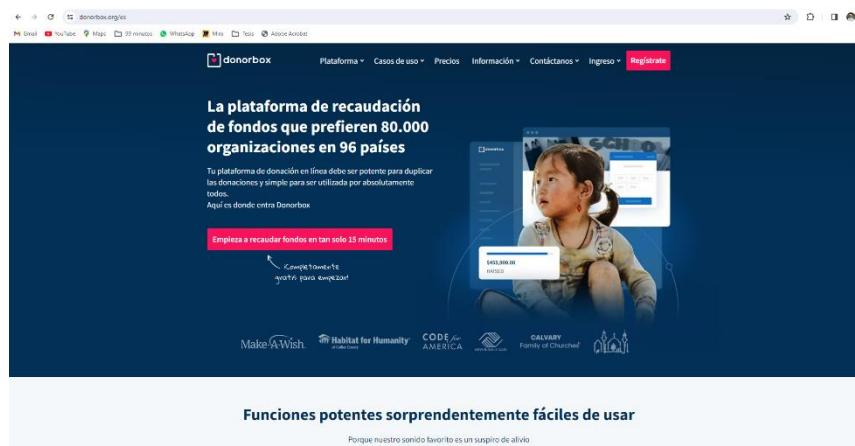 donorbox.org/es
Gmail YouTube Maps 99 minutos WhatsApp Miro Tesis Adobe Acrobat
donorbox Plataforma Casos de uso Precios Información Contáctanos Ingreso Regístrate
La plataforma de recaudación
de fondos que prefieren 80.000
organizaciones en 96 países
Tu plataforma de donación en línea debe ser potente para duplicar
las donaciones y simple para ser utilizada por absolutamente
todos.
Aquí es donde entra Donorbox
Empieza a recaudar fondos en tan solo 15 minutos
¡Completamente
gratis para empezar!
Donorbox
SCHO
RAISED
Make-A-Wish. Habitat for Humanity CODE for AMERICA CALVARY Family of Churches
Funciones potentes sorprendentemente fáciles de usar
Porque nuestro sonido favorito es un suspiro de alivio